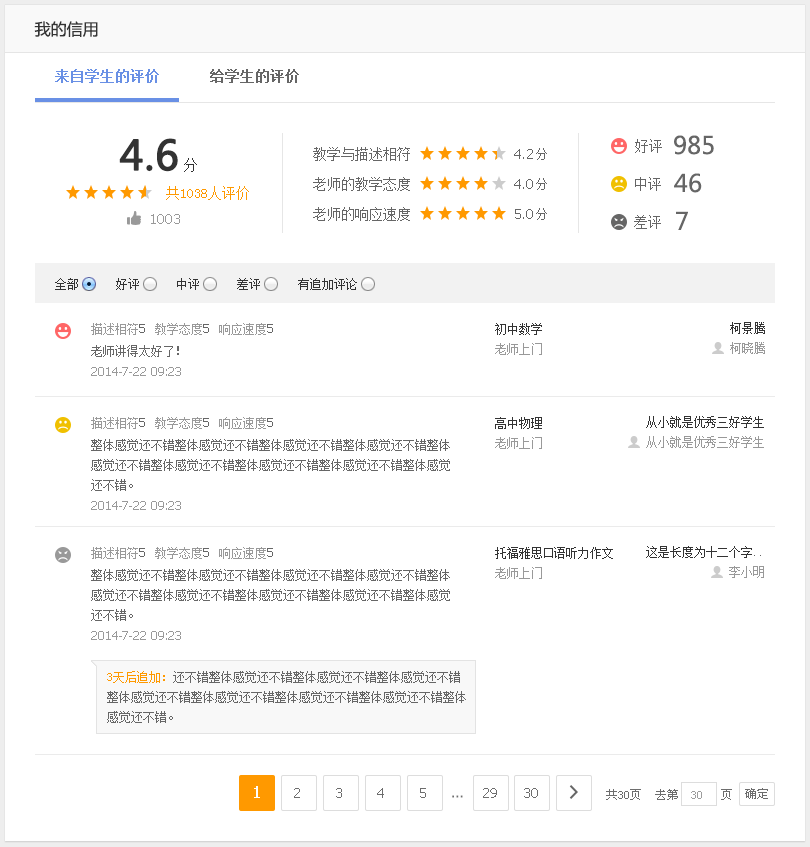 我的信用
来自学生的评价 给学生的评价
4.6分
共1038人评价
1003
教学与描述相符 4.2分
老师的教学态度 4.0分
老师的响应速度 5.0分
好评 985
中评 46
差评 7
全部 好评 中评 差评 有追加评论
描述相符5 教学态度5 响应速度5 初中数学 柯景腾
老师讲得太好了! 老师上门 柯晓腾
2014-7-22 09:23
描述相符5 教学态度5 响应速度5 高中物理 从小就是优秀三好学生
整体感觉还不错整体感觉还不错整体感觉还不错整体感觉还不错整体 老师上门 从小就是优秀三好学生
感觉还不错整体感觉还不错整体感觉还不错整体感觉还不错整体感觉
还不错。
2014-7-22 09:23
描述相符5 教学态度5 响应速度5 托福雅思口语听力作文 这是长度为十二个字..
整体感觉还不错整体感觉还不错整体感觉还不错整体感觉还不错整体 老师上门 李小明
感觉还不错整体感觉还不错整体感觉还不错整体感觉还不错整体感觉
还不错。
2014-7-22 09:23
3天后追加：还不错整体感觉还不错整体感觉还不错整体感觉还不错
整体感觉还不错整体感觉还不错整体感觉还不错整体感觉还不错整体
感觉还不错。
1 2 3 4 5 ... 29 30 > 共30页 去第 30 页 确定